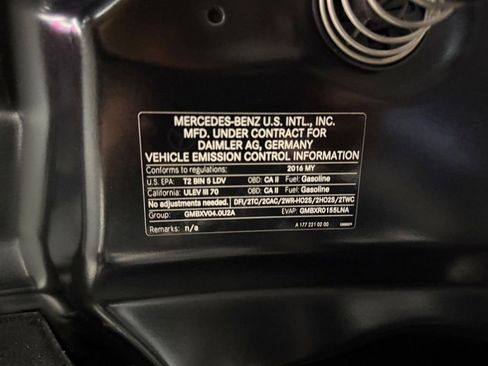 MERCEDES-BENZ U.S. INTL., INC.
MFD. UNDER CONTRACT FOR
DAIMLER AG, GERMANY
VEHICLE EMISSION CONTROL INFORMATION
Conforms to regulations: 2016 MY
U.S. EPA: T2 BIN 5 LDV OBD: CA II Fuel: Gasoline
California: ULEV III 70 OBD: CA II Fuel: Gasoline
No adjustments needed. DFI/2TC/2CAC/2WR-HO2S/2HO2S/2TWC
Group: GMBXV04.0U2A EVAP: GMBXR0155LNA
Remarks: n/a A 177 221 02 00